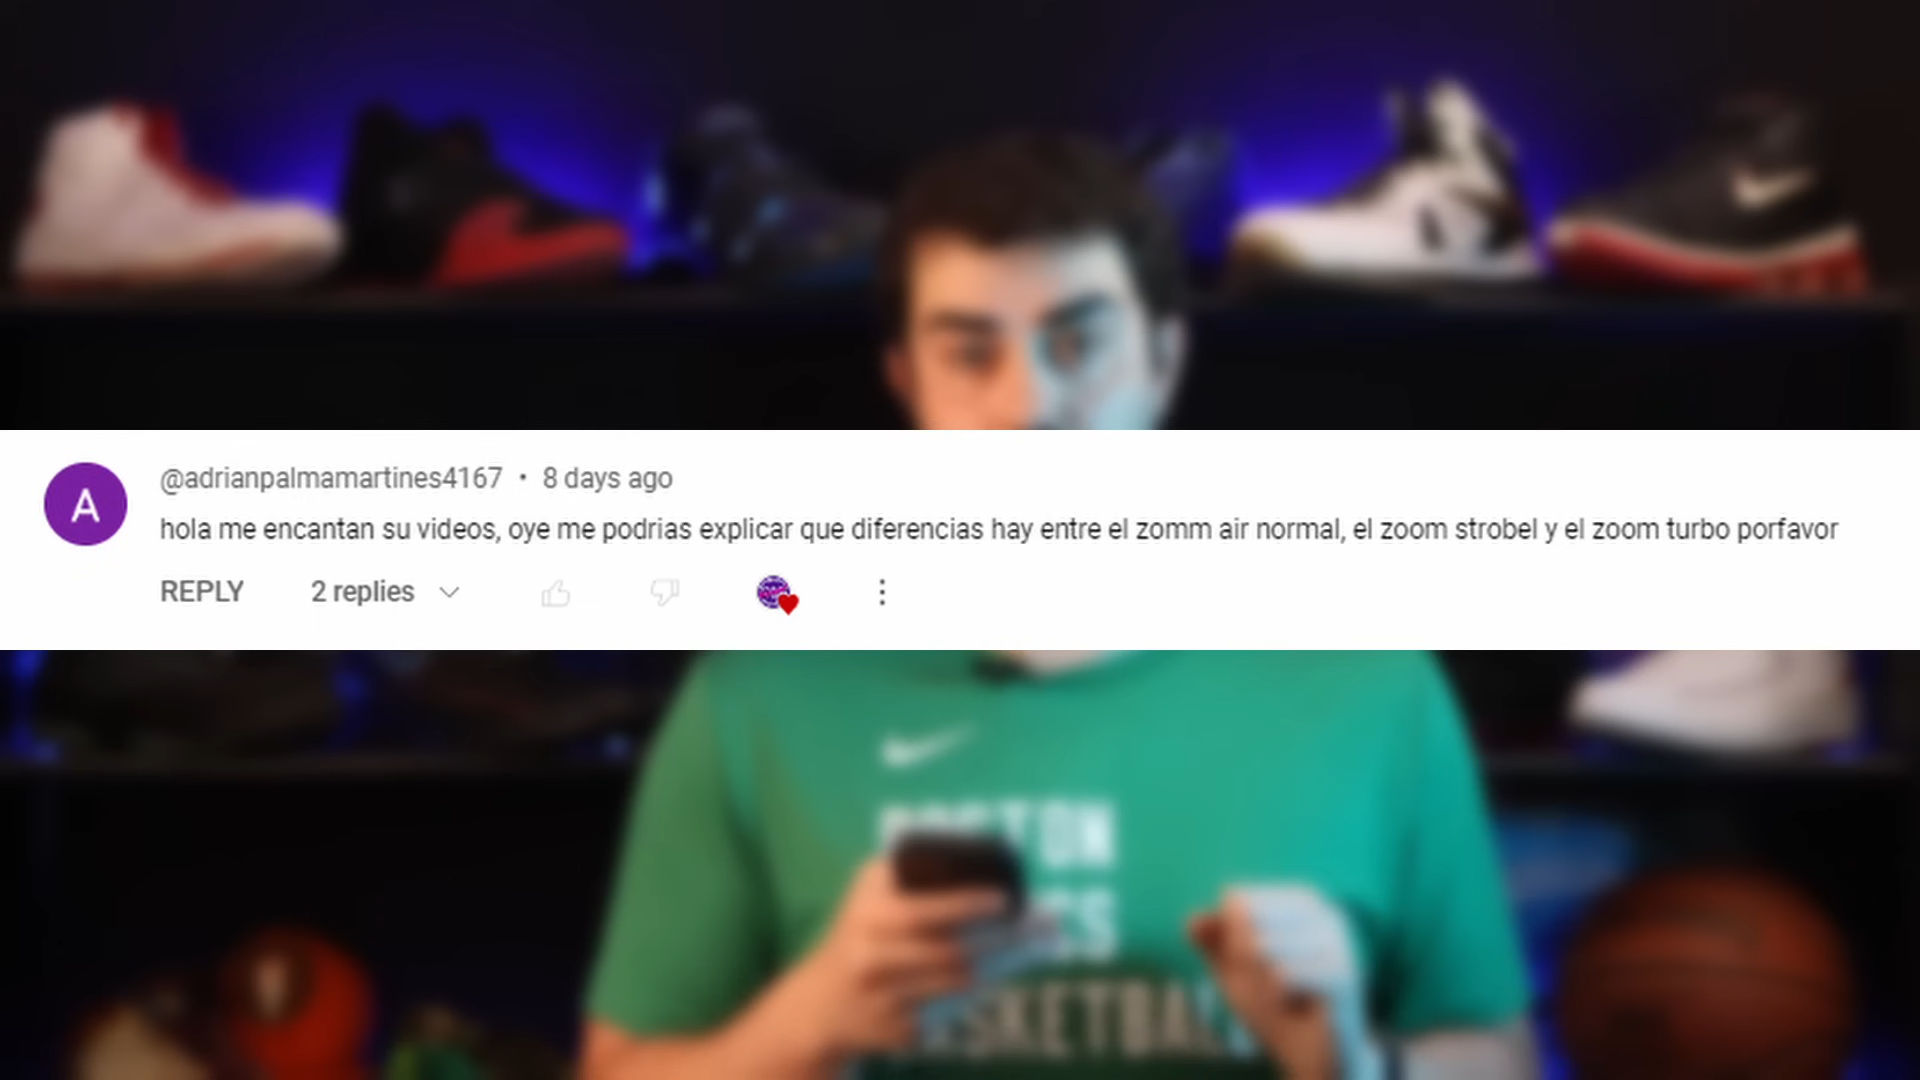 A
@adrianpalmamartines4167 • 8 days ago
hola me encantan su videos, oye me podrias explicar que diferencias hay entre el zomm air normal, el zoom strobel y el zoom turbo porfavor
REPLY 2 replies